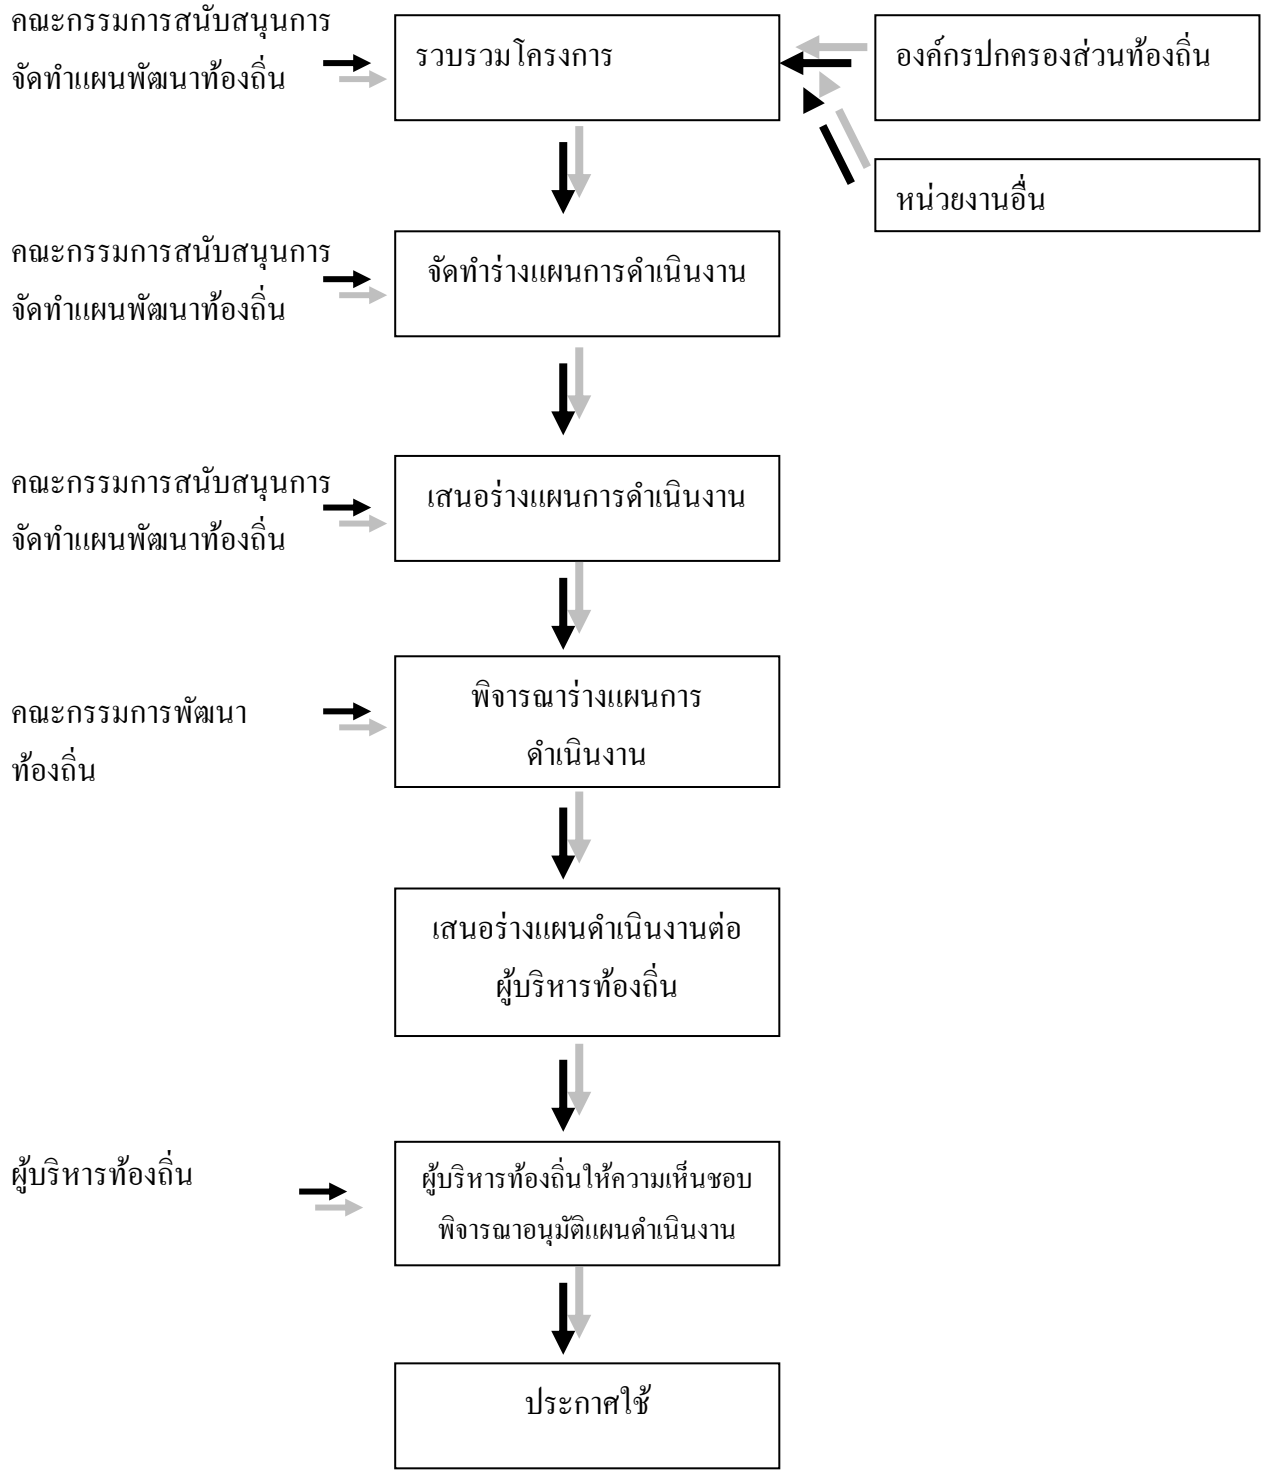 คณะกรรมการสนับสนุนการ
จัดทำแผนพัฒนาท้องถิ่น
รวบรวมโครงการ
องค์กรปกครองส่วนท้องถิ่น
หน่วยงานอื่น
คณะกรรมการสนับสนุนการ
จัดทำแผนพัฒนาท้องถิ่น
จัดทำร่างแผนการดำเนินงาน
คณะกรรมการสนับสนุนการ
จัดทำแผนพัฒนาท้องถิ่น
เสนอร่างแผนการดำเนินงาน
คณะกรรมการพัฒนา
ท้องถิ่น
พิจารณาร่างแผนการ
ดำเนินงาน
เสนอร่างแผนดำเนินงานต่อ
ผู้บริหารท้องถิ่น
ผู้บริหารท้องถิ่น
ผู้บริหารท้องถิ่นให้ความเห็นชอบ
พิจารณาอนุมัติแผนดำเนินงาน
ประกาศใช้